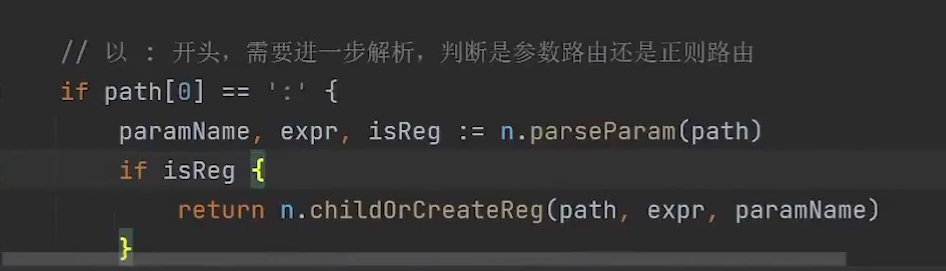 // 以 : 开头，需要进一步解析，判断是参数路由还是正则路由
if path[0] == ':' {
paramName, expr, isReg := n.parseParam(path)
if isReg {
return n.childOrCreateReg(path, expr, paramName)
}